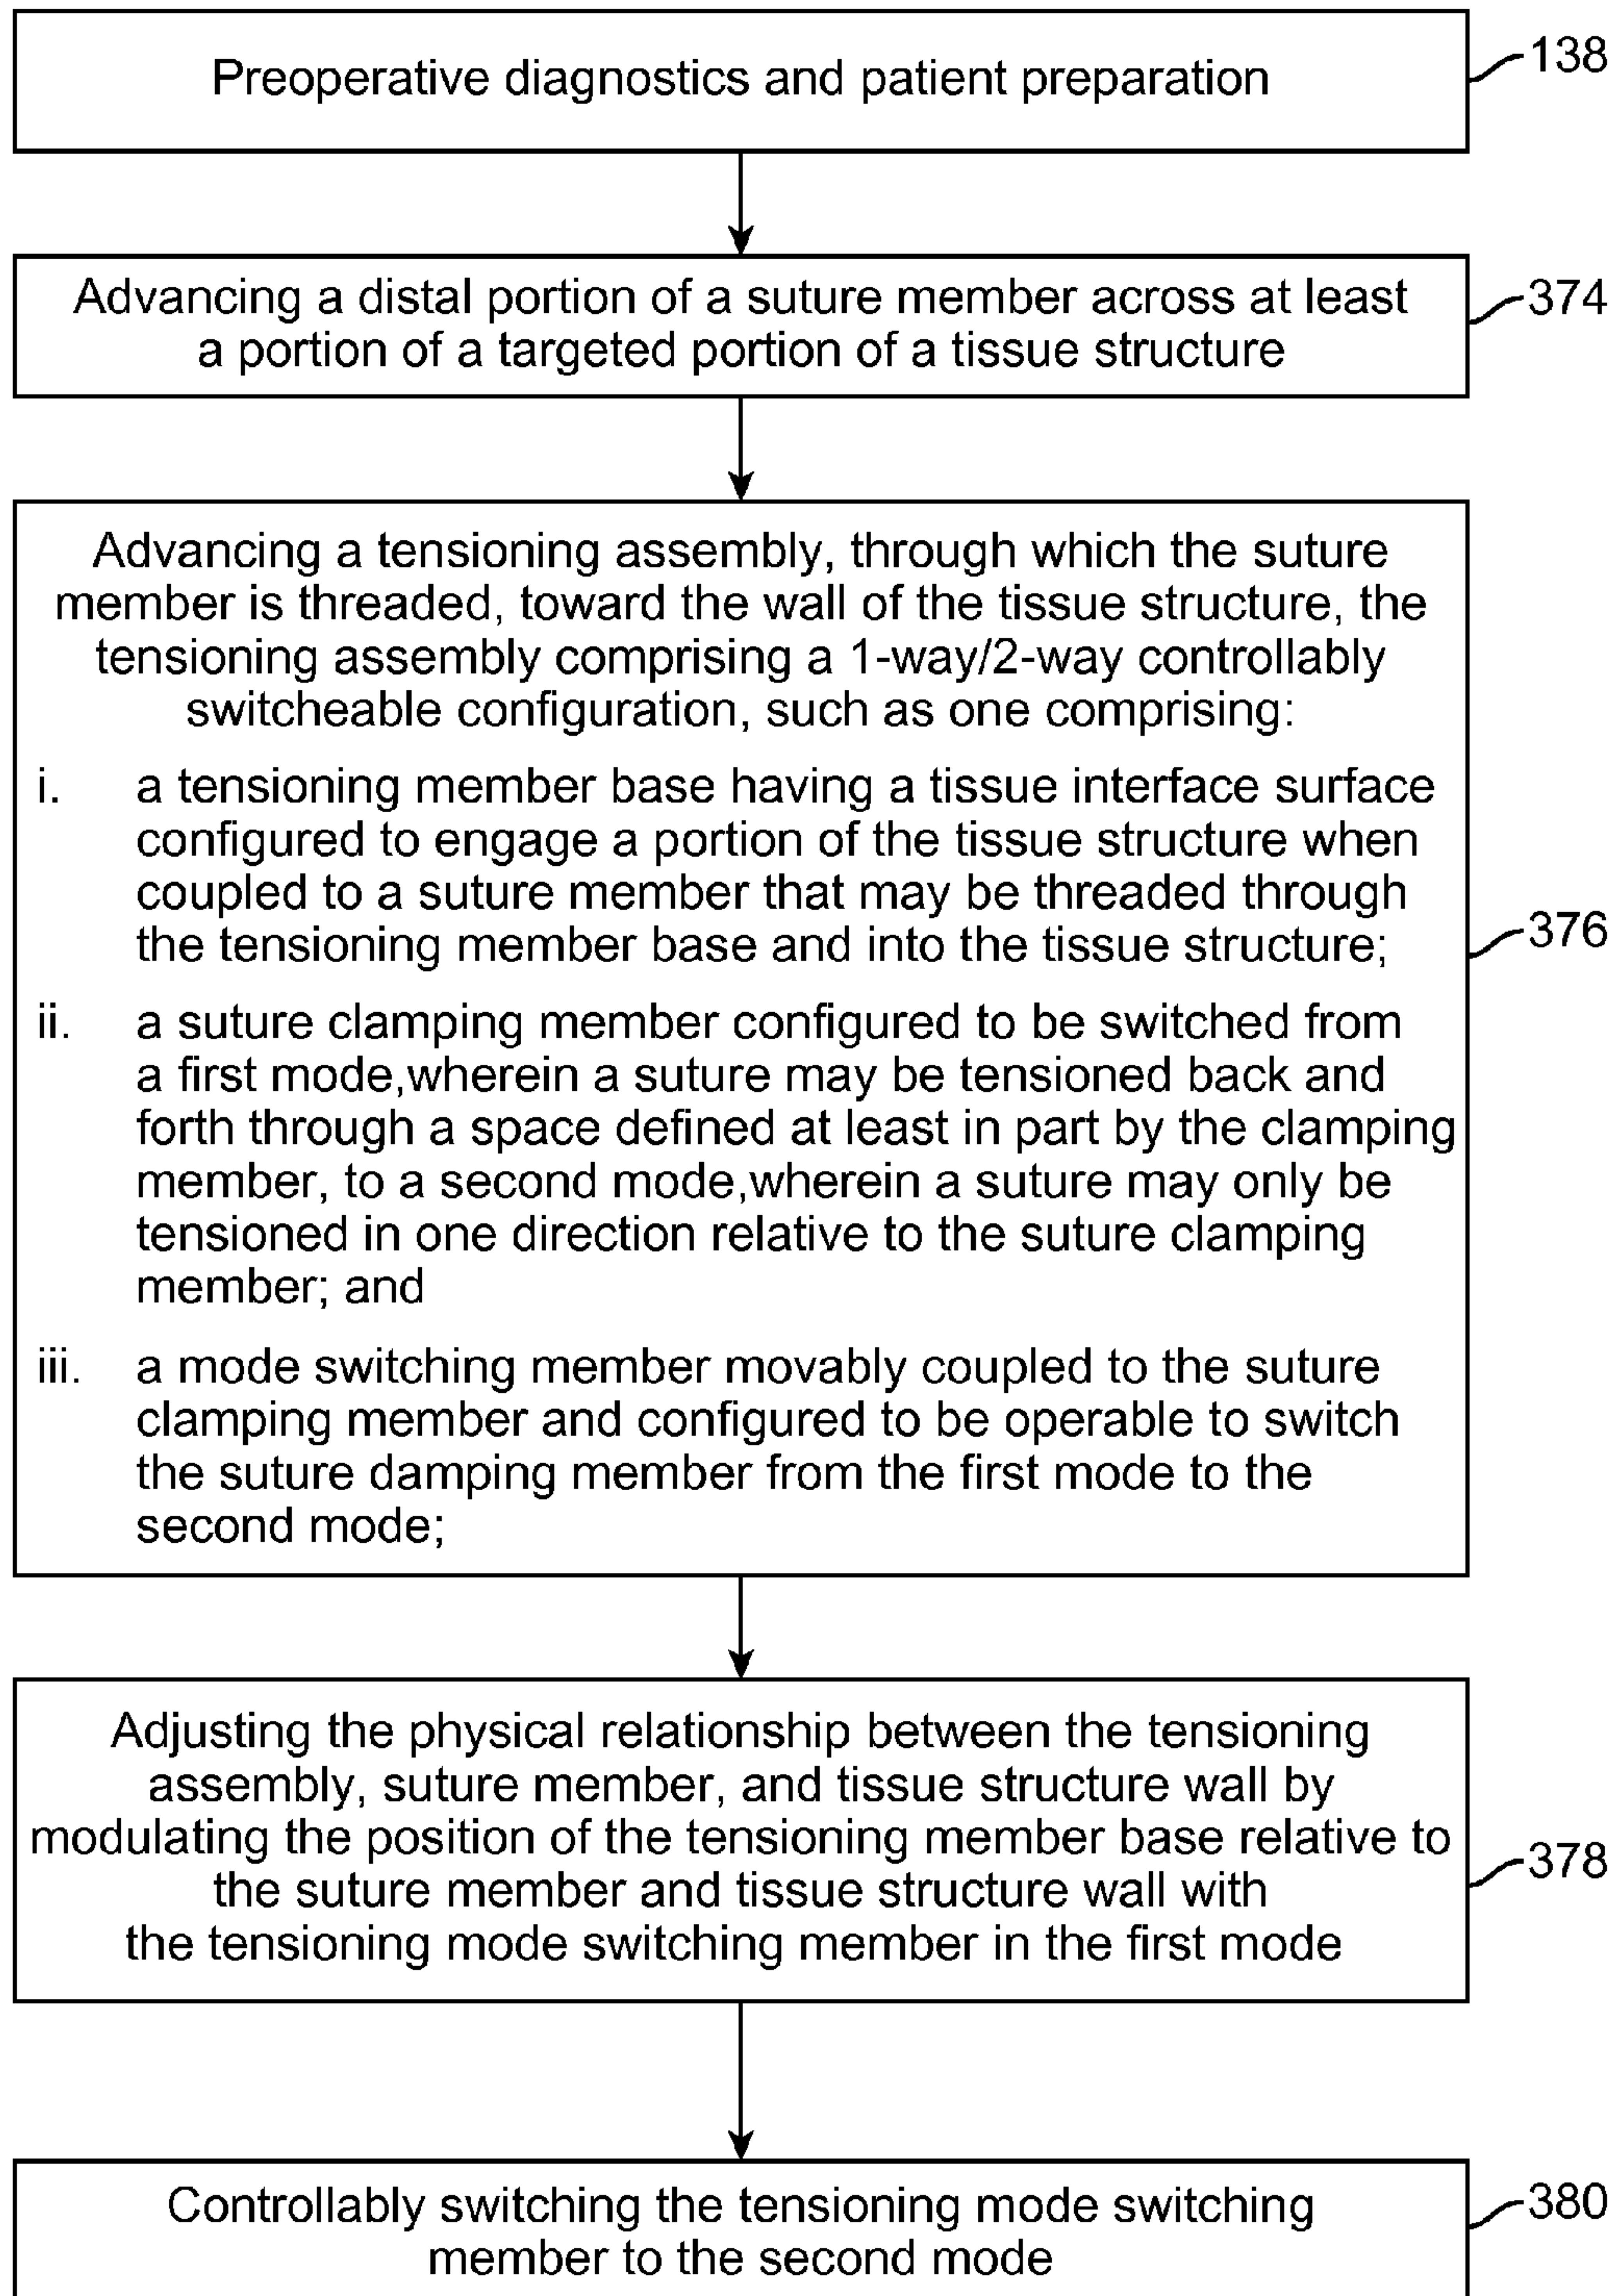 Preoperative diagnostics and patient preparation
138
Advancing a distal portion of a suture member across at least
a portion of a targeted portion of a tissue structure
374
Advancing a tensioning assembly, through which the suture
member is threaded, toward the wall of the tissue structure, the
tensioning assembly comprising a 1-way/2-way controllably
switcheable configuration, such as one comprising:
i. a tensioning member base having a tissue interface surface
configured to engage a portion of the tissue structure when
coupled to a suture member that may be threaded through
the tensioning member base and into the tissue structure;
ii. a suture clamping member configured to be switched from
a first mode,wherein a suture may be tensioned back and
forth through a space defined at least in part by the clamping
member, to a second mode,wherein a suture may only be
tensioned in one direction relative to the suture clamping
member; and
iii. a mode switching member movably coupled to the suture
clamping member and configured to be operable to switch
the suture damping member from the first mode to the
second mode;
376
Adjusting the physical relationship between the tensioning
assembly, suture member, and tissue structure wall by
modulating the position of the tensioning member base relative to
the suture member and tissue structure wall with
the tensioning mode switching member in the first mode
378
Controllably switching the tensioning mode switching
member to the second mode
380